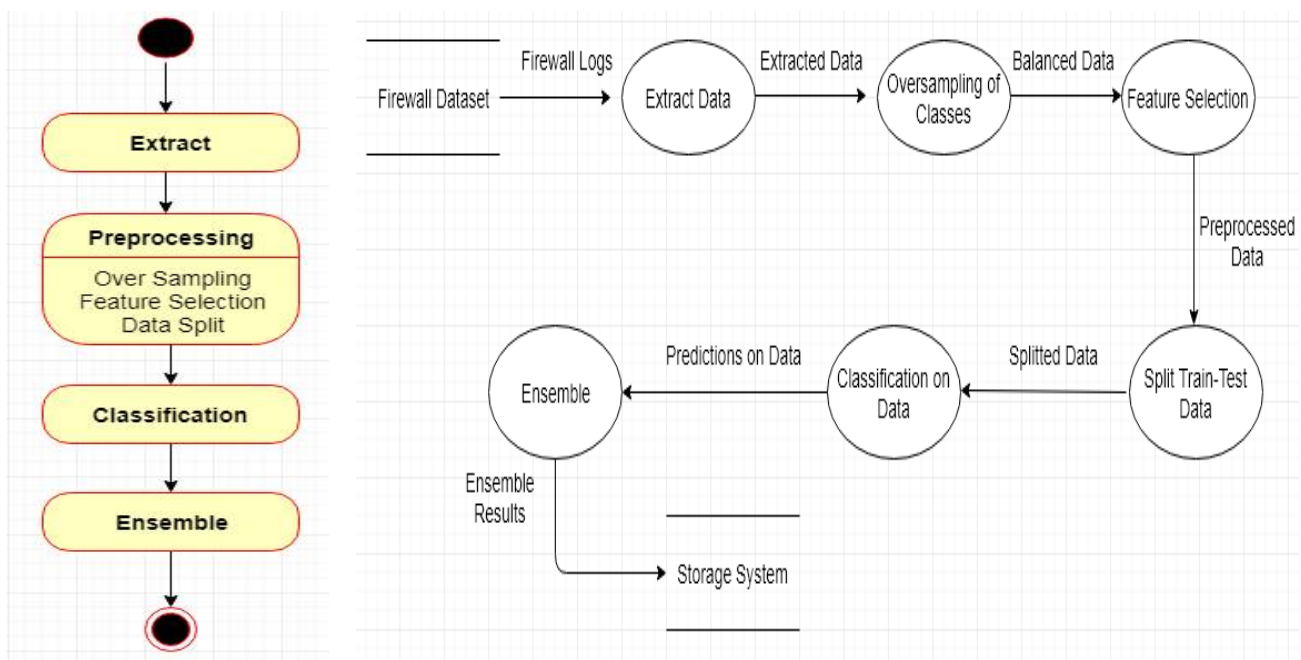 Extract
Preprocessing
Over Sampling
Feature Selection
Data Split
Classification
Ensemble
Firewall Dataset
Firewall Logs
Extract Data
Extracted Data
Oversampling of
Classes
Balanced Data
Feature Selection
Preprocessed
Data
Split Train-Test
Data
Splitted Data
Classification on
Data
Predictions on Data
Ensemble
Ensemble
Results
Storage System